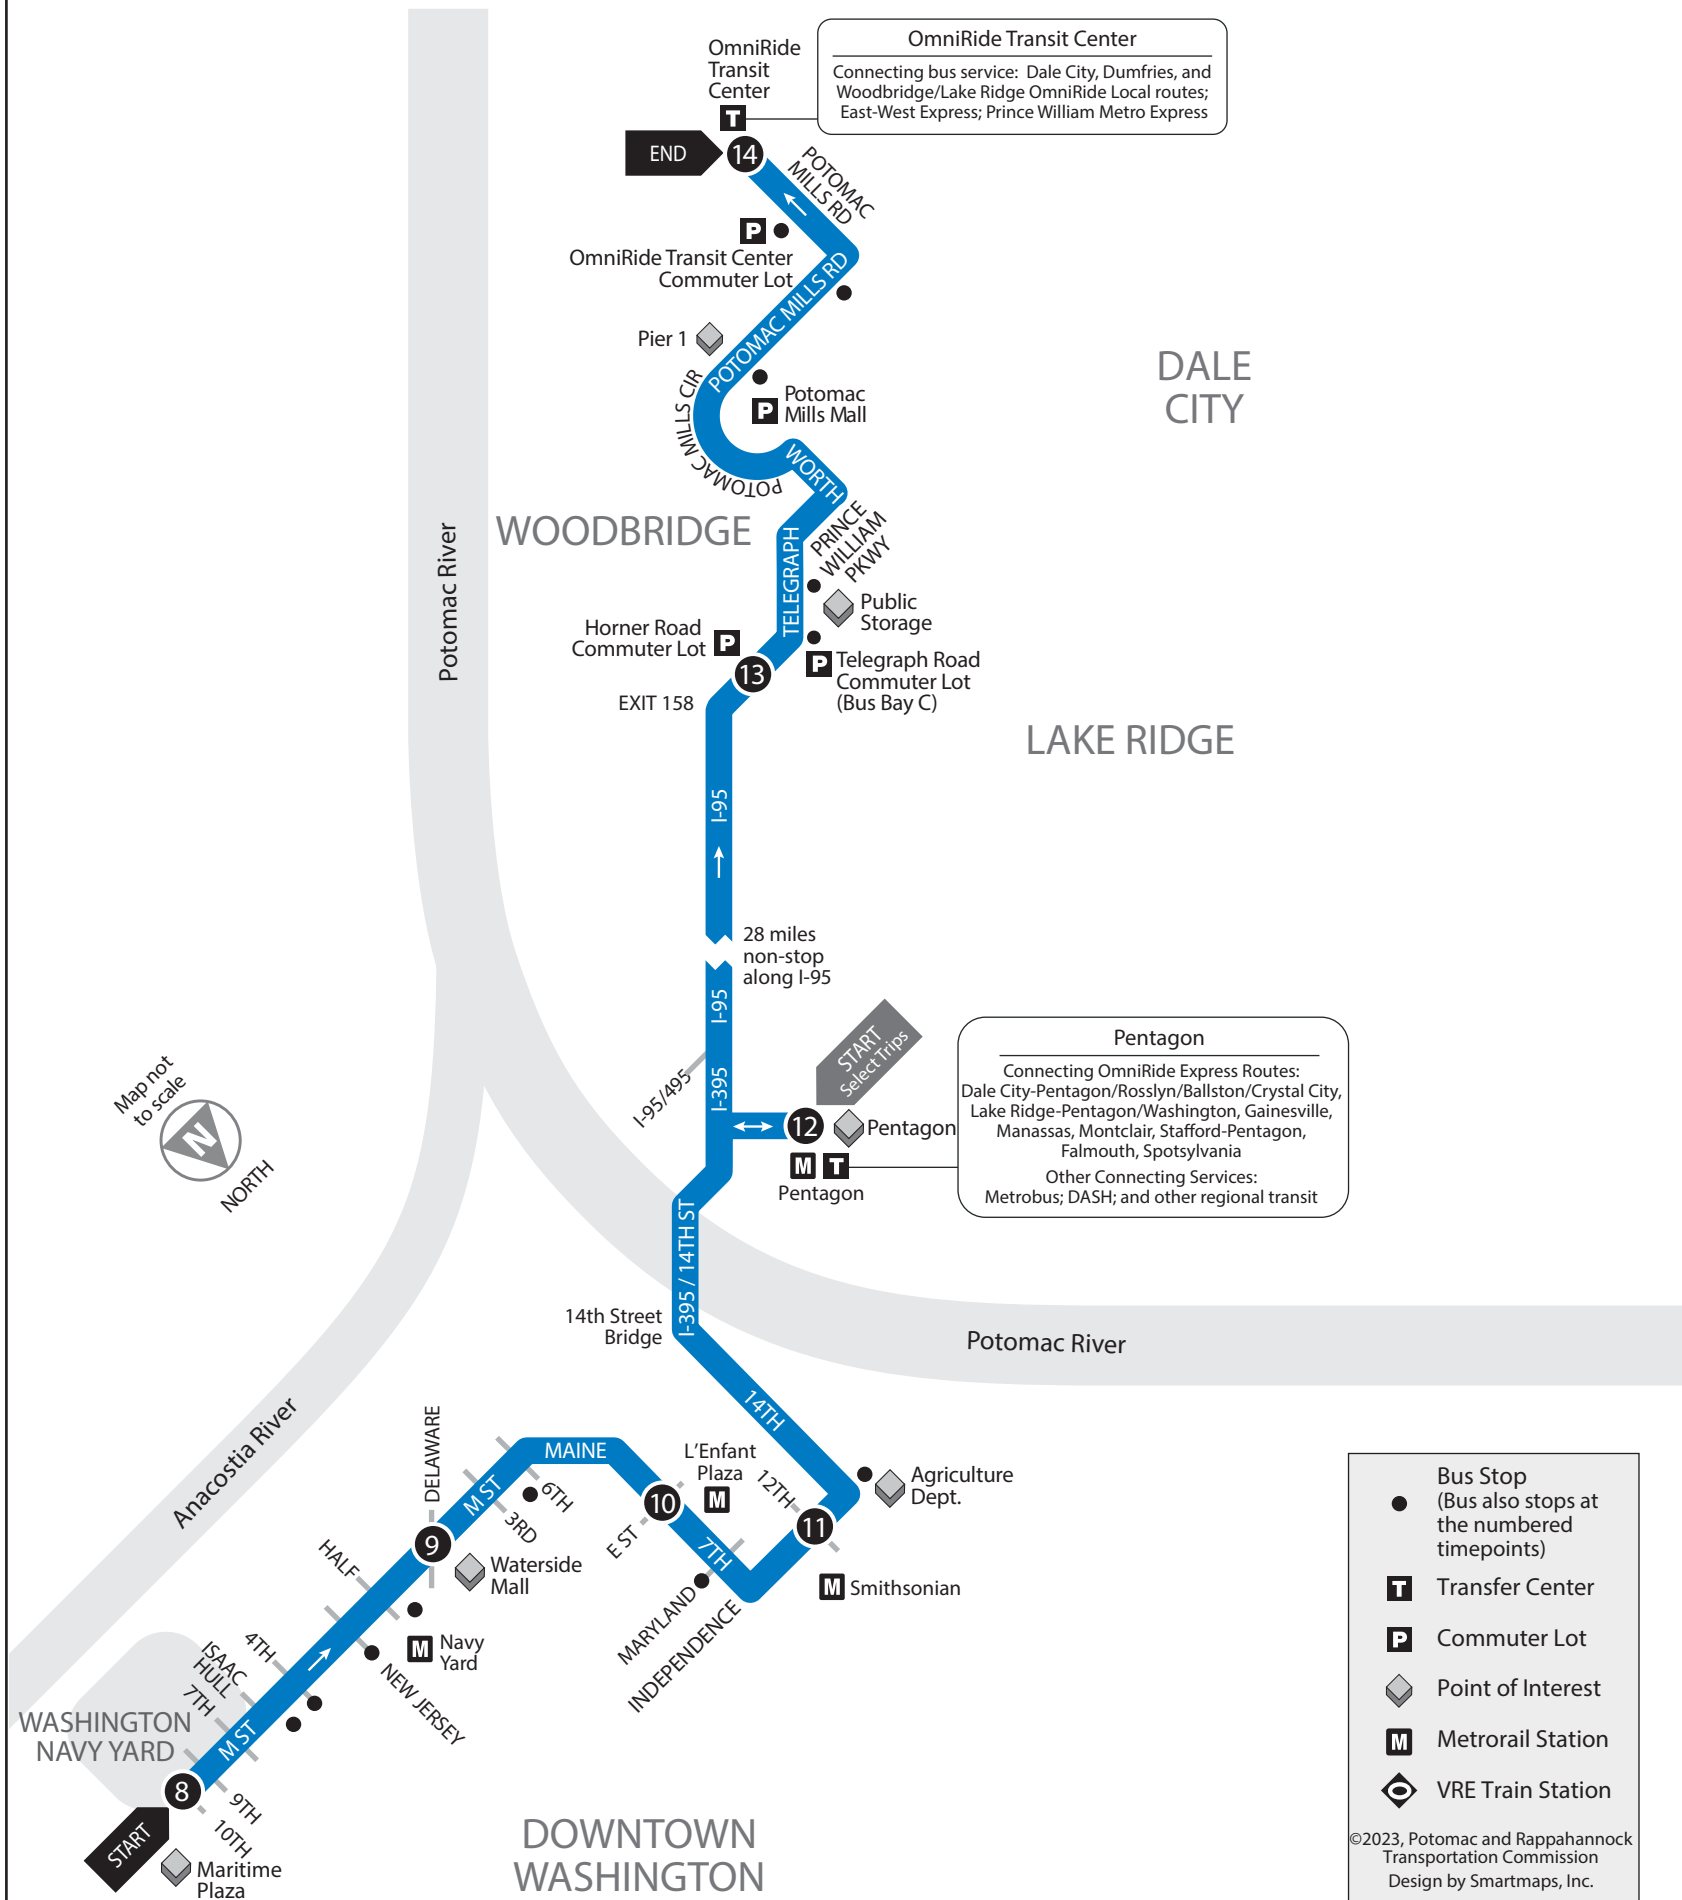 OmniRide
Transit
Center
OmniRide Transit Center
Connecting bus service: Dale City, Dumfries, and
Woodbridge/Lake Ridge OmniRide Local routes;
East-West Express; Prince William Metro Express
T
END
14
POTOMAC
MILLS RD
P
OmniRide Transit Center
Commuter Lot
POTOMAC MILLS RD
Pier 1
POTOMAC MILLS CIR
P
Potomac
Mills Mall
DALE
CITY
WORTH
WOODBRIDGE
PRINCE
WILLIAM
PKWY
TELEGRAPH
Potomac River
Public
Storage
Horner Road
Commuter Lot
P
13
P
Telegraph Road
Commuter Lot
(Bus Bay C)
EXIT 158
LAKE RIDGE
I-95
28 miles
non-stop
along I-95
I-95
START
Select Trips
I-95/495
I-395
12
Pentagon
M
T
Pentagon
Pentagon
Connecting OmniRide Express Routes:
Dale City-Pentagon/Rosslyn/Ballston/Crystal City,
Lake Ridge-Pentagon/Washington, Gainesville,
Manassas, Montclair, Stafford-Pentagon,
Falmouth, Spotsylvania
Other Connecting Services:
Metrobus; DASH; and other regional transit
Map not
to scale
N
NORTH
I-395 / 14TH ST
14th Street
Bridge
Potomac River
14TH
Anacostia River
DELAWARE
MAINE
L'Enfant
Plaza
M
12TH
Agriculture
Dept.
M ST
6TH
3RD
10
E ST
11
7TH
9
Waterside
Mall
M
Smithsonian
HALF
MARYLAND
INDEPENDENCE
M
Navy
Yard
NEW JERSEY
4TH
ISAAC
HULL
7TH
WASHINGTON
NAVY YARD
M ST
8
9TH
10TH
START
Maritime
Plaza
DOWNTOWN
WASHINGTON
Bus Stop
(Bus also stops at
the numbered
timepoints)
T
Transfer Center
P
Commuter Lot
Point of Interest
M
Metrorail Station
VRE Train Station
©2023, Potomac and Rappahannock
Transportation Commission
Design by Smartmaps, Inc.